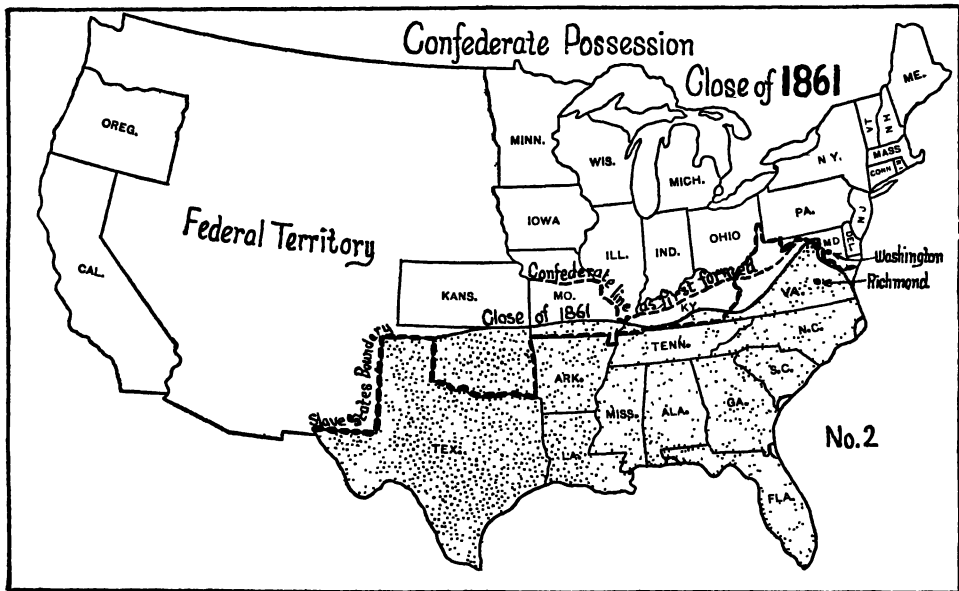 Confederate Possession
Close of 1861
ME.
VT.
N H
MINN.
OREG.
WIS.
MICH.
N Y.
MASS
CONN
R I
IOWA
PA.
N J
Federal Territory
ILL.
IND.
OHIO
MD
DEL.
Washington
CAL.
Confederate line as first formed
Richmond
KANS.
MO.
KY.
VA.
Close of 1861
Slave States Boundery
TENN.
N.C.
ARK.
S.C.
MISS.
ALA.
GA.
No. 2
TEX.
LA.
FLA.